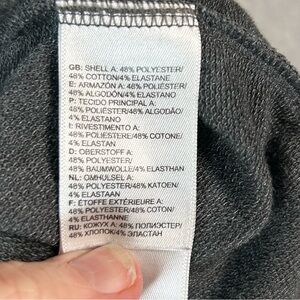 GB: SHELL A: 48% POLYESTER/
48% COTTON/4% ELASTANE
E: ARMAZÓN A: 48% POLIÉSTER/
48% ALGODÓN/4% ELASTANO
P: TECIDO PRINCIPAL A:
48% POLIÉSTER/48% ALGODÃO/
4% ELASTANO
I: RIVESTIMENTO A:
48% POLIESTERE/48% COTONE/
4% ELASTAN
D: OBERSTOFF A:
48% POLYESTER/
48% BAUMWOLLE/4% ELASTHAN
NL: OMHULSEL A:
48% POLYESTER/48% KATOEN/
4% ELASTAAN
F: ÉTOFFE EXTÉRIEURE A:
48% POLYESTER/48% COTON/
4% ELASTHANNE
RU: КОЖУХ A: 48% ПОЛИЭСТЕР/
48% ХЛОПОК/4% ЭЛАСТАН